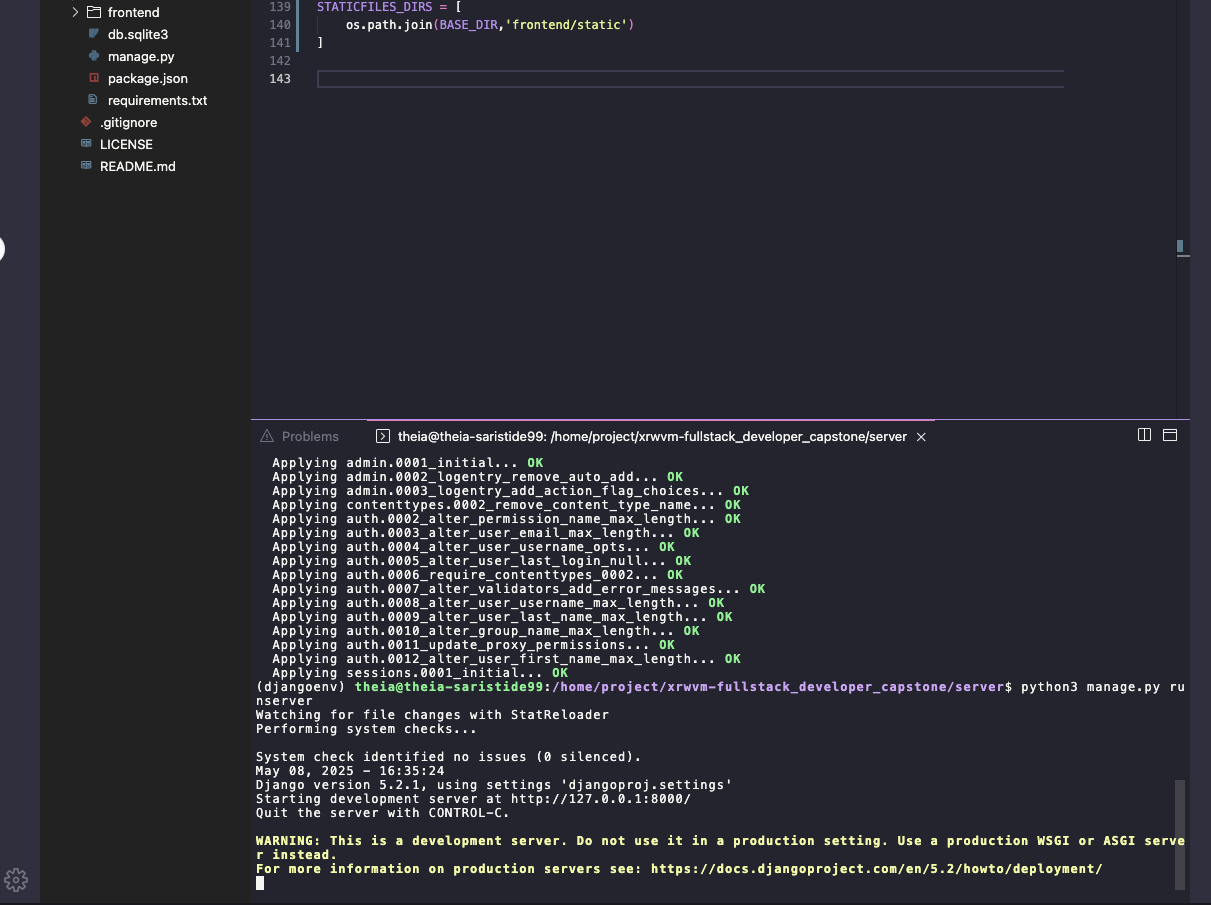 frontend
db.sqlite3
manage.py
package.json
requirements.txt
.gitignore
LICENSE
README.md
139 STATICFILES_DIRS = [
140     os.path.join(BASE_DIR,'frontend/static')
141 ]
142
143
Problems
theia@theia-saristide99: /home/project/xrwvm-fullstack_developer_capstone/server
  Applying admin.0001_initial... OK
  Applying admin.0002_logentry_remove_auto_add... OK
  Applying admin.0003_logentry_add_action_flag_choices... OK
  Applying contenttypes.0002_remove_content_type_name... OK
  Applying auth.0002_alter_permission_name_max_length... OK
  Applying auth.0003_alter_user_email_max_length... OK
  Applying auth.0004_alter_user_username_opts... OK
  Applying auth.0005_alter_user_last_login_null... OK
  Applying auth.0006_require_contenttypes_0002... OK
  Applying auth.0007_alter_validators_add_error_messages... OK
  Applying auth.0008_alter_user_username_max_length... OK
  Applying auth.0009_alter_user_last_name_max_length... OK
  Applying auth.0010_alter_group_name_max_length... OK
  Applying auth.0011_update_proxy_permissions... OK
  Applying auth.0012_alter_user_first_name_max_length... OK
  Applying sessions.0001_initial... OK
(djangoenv) theia@theia-saristide99:/home/project/xrwvm-fullstack_developer_capstone/server$ python3 manage.py ru
nserver
Watching for file changes with StatReloader
Performing system checks...
System check identified no issues (0 silenced).
May 08, 2025 - 16:35:24
Django version 5.2.1, using settings 'djangoproj.settings'
Starting development server at http://127.0.0.1:8000/
Quit the server with CONTROL-C.
WARNING: This is a development server. Do not use it in a production setting. Use a production WSGI or ASGI serve
r instead.
For more information on production servers see: https://docs.djangoproject.com/en/5.2/howto/deployment/